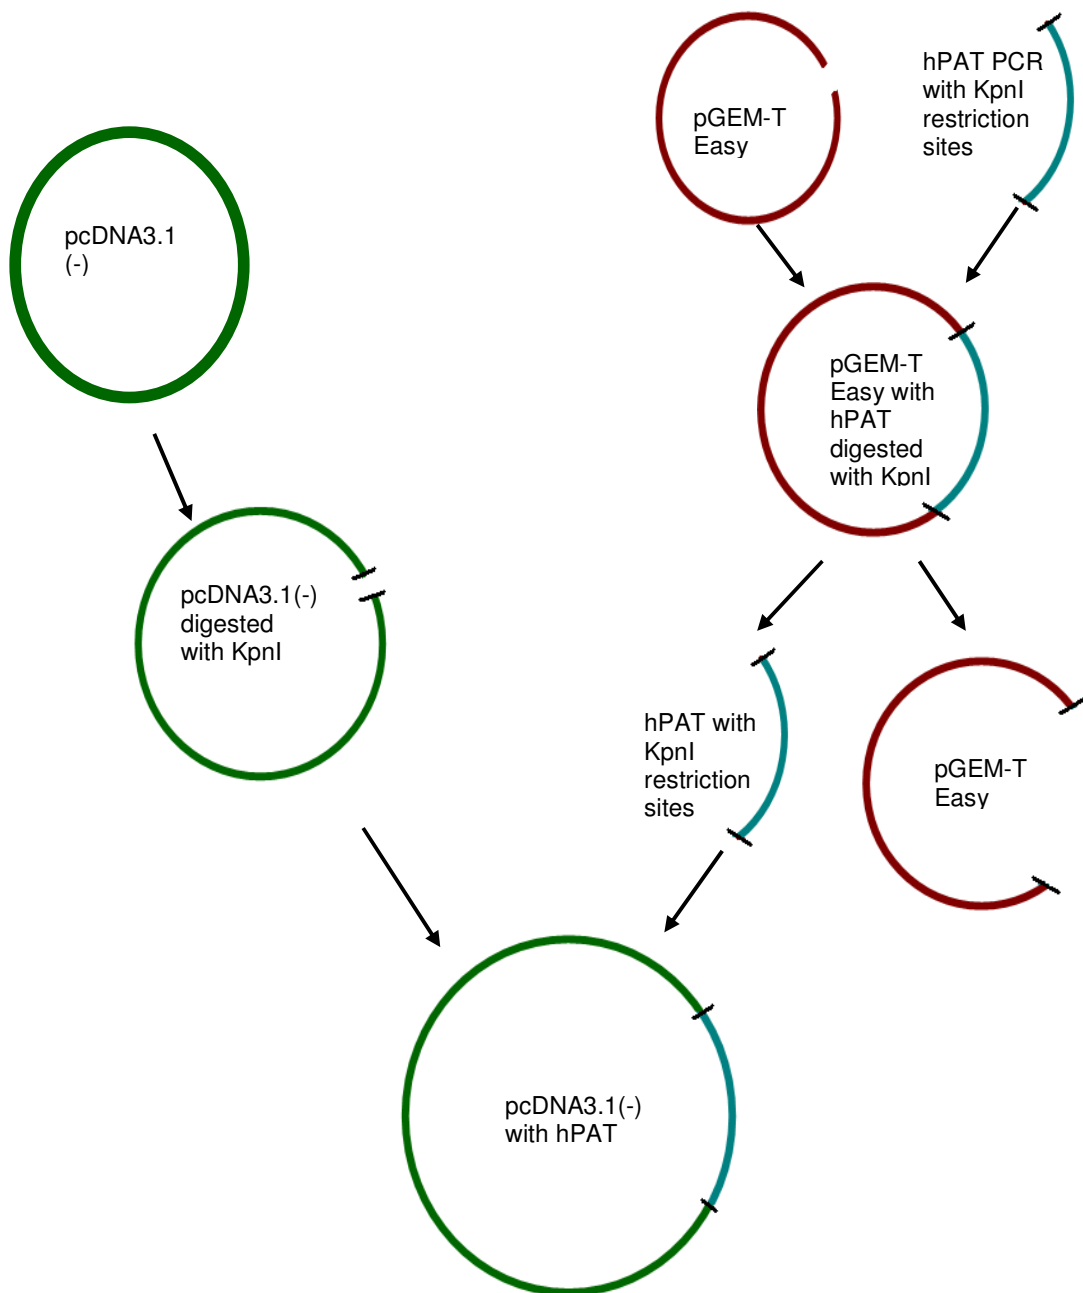 pGEM-T
Easy
hPAT PCR
with KpnI
restriction
sites
pcDNA3.1
(-)
pGEM-T
Easy with
hPAT
digested
with KpnI
pcDNA3.1(-)
digested
with KpnI
hPAT with
KpnI
restriction
sites
pGEM-T
Easy
pcDNA3.1(-)
with hPAT